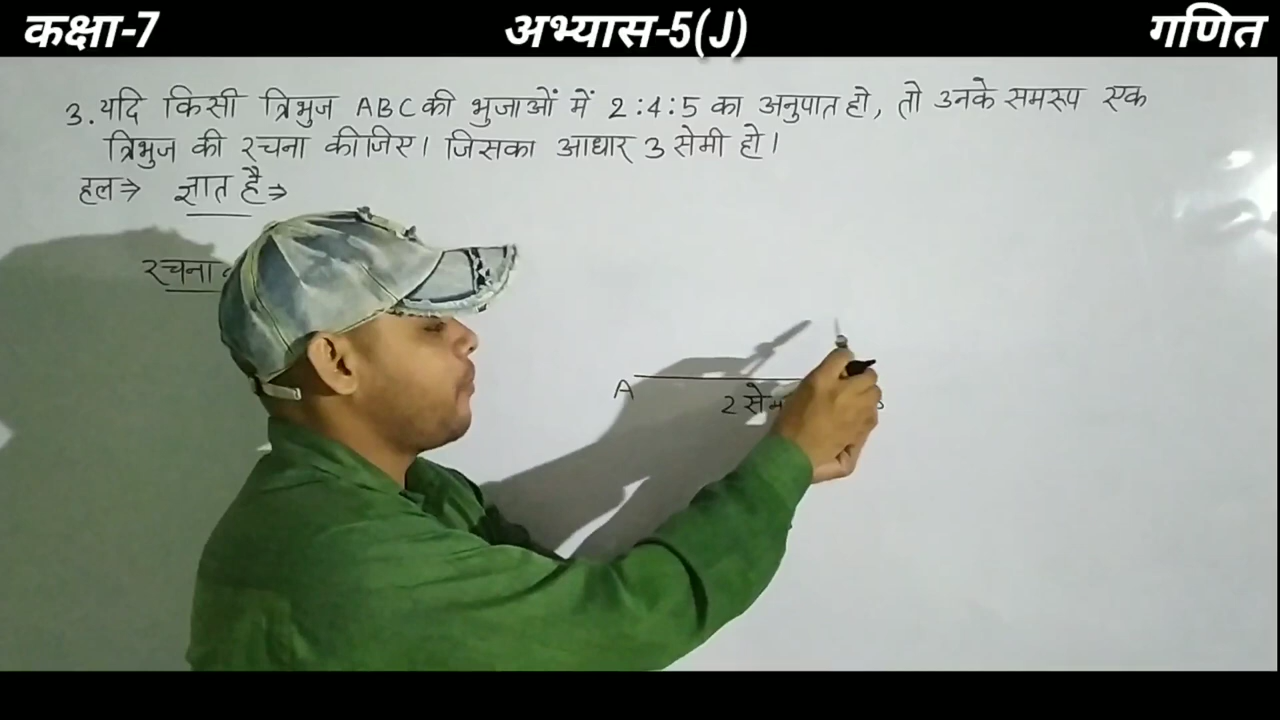 कक्षा-7 अभ्यास-5(J) गणित
3. यदि किसी त्रिभुज ABC की भुजाओं में 2:4:5 का अनुपात हो, तो उनके समरूप एक
त्रिभुज की रचना कीजिए। जिसका आधार 3 सेमी हो।
हल⇒ ज्ञात है⇒
रचना
A
2 से